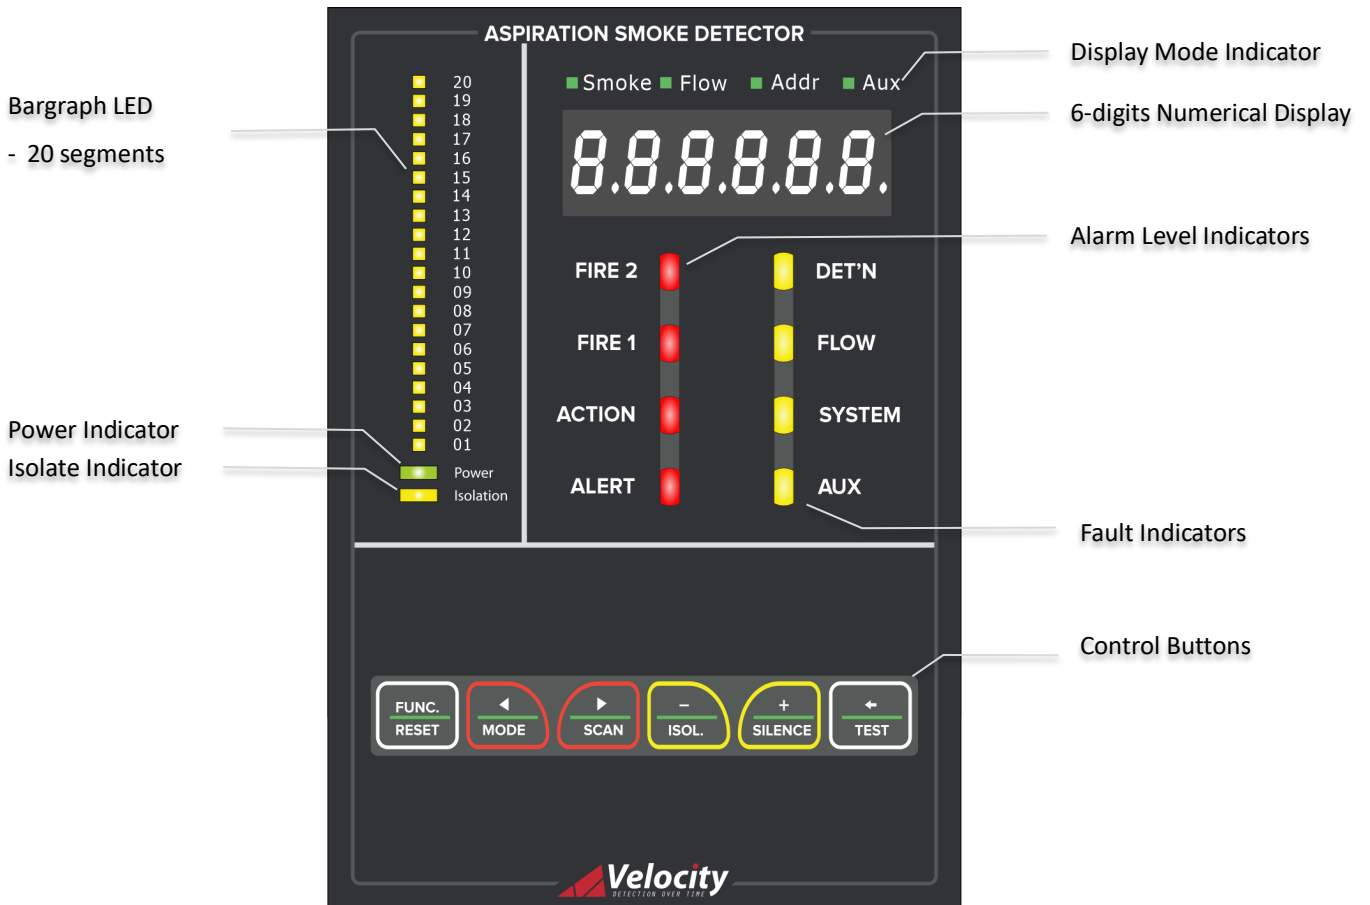 ASPIRATION SMOKE DETECTOR
Bargraph LED
- 20 segments
Power Indicator
Isolate Indicator
20
19
18
17
16
15
14
13
12
11
10
09
08
07
06
05
04
03
02
01
Power
Isolation
Smoke Flow Addr Aux
8.8.8.8.8.8.
FIRE 2 DET'N
FIRE 1 FLOW
ACTION SYSTEM
ALERT AUX
Display Mode Indicator
6-digits Numerical Display
Alarm Level Indicators
Fault Indicators
Control Buttons
FUNC.
RESET
MODE
SCAN
−
ISOL.
+
SILENCE
TEST
Velocity
DETECTION OVER TIME